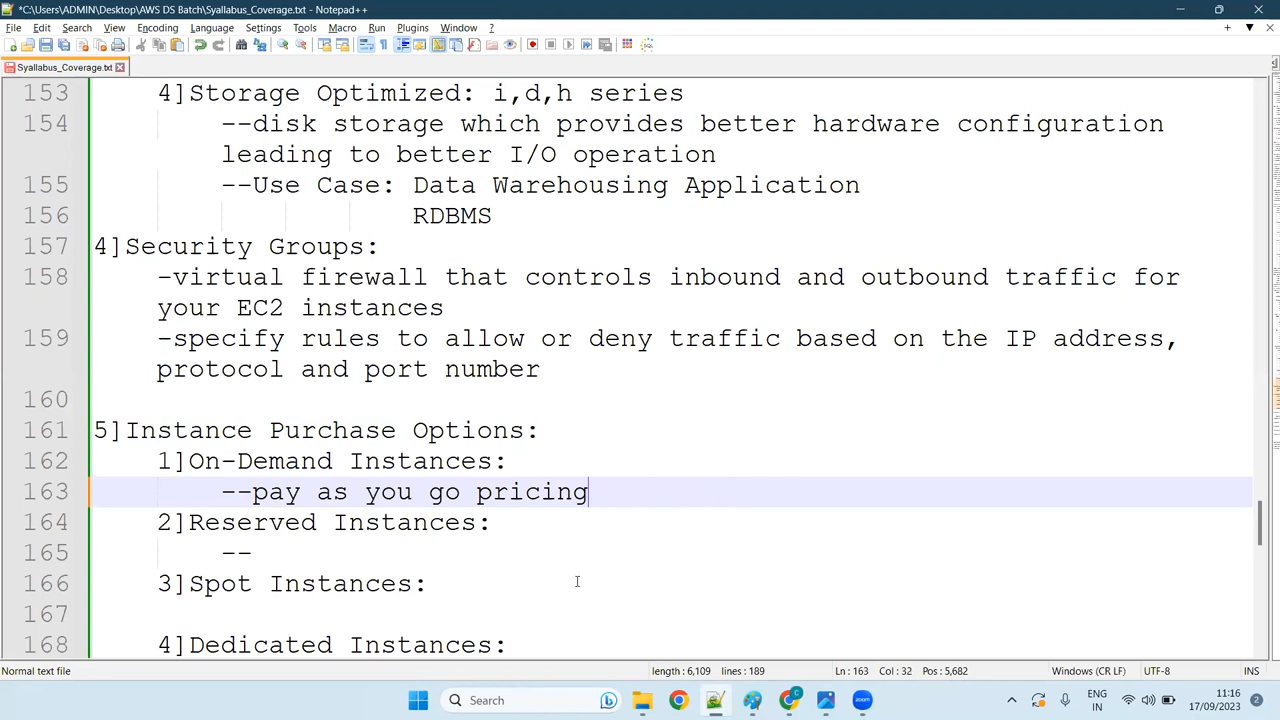 *C:\Users\ADMIN\Desktop\AWS DS Batch\Syallabus_Coverage.txt - Notepad++
File Edit Search View Encoding Language Settings Tools Macro Run Plugins Window ?
Syallabus_Coverage.txt
153 4]Storage Optimized: i,d,h series
154 --disk storage which provides better hardware configuration
leading to better I/O operation
155 --Use Case: Data Warehousing Application
156 RDBMS
157 4]Security Groups:
158 -virtual firewall that controls inbound and outbound traffic for
your EC2 instances
159 -specify rules to allow or deny traffic based on the IP address,
protocol and port number
160
161 5]Instance Purchase Options:
162 1]On-Demand Instances:
163 --pay as you go pricing
164 2]Reserved Instances:
165 --
166 3]Spot Instances:
167
168 4]Dedicated Instances:
Normal text file length : 6,109 lines : 189 Ln : 163 Col : 32 Pos : 5,682 Windows (CR LF) UTF-8 INS
Search ENG IN 11:16 17/09/2023 2